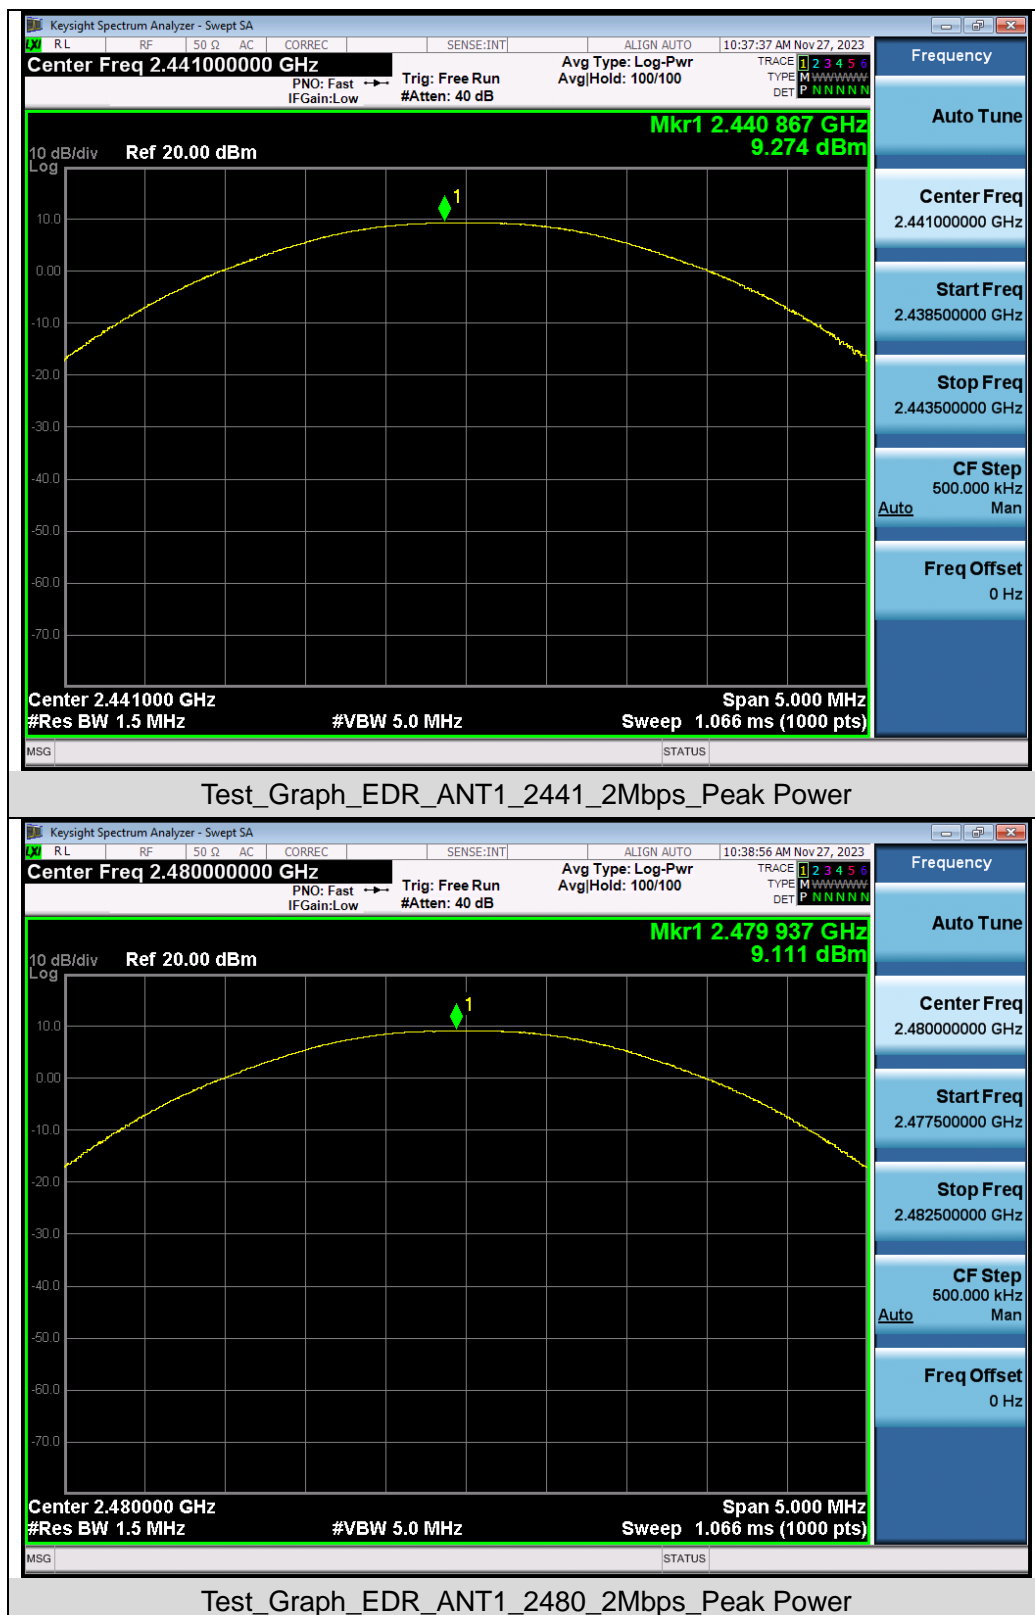 Keysight Spectrum Analyzer - Swept SA
LXI RL RF 50 Ω AC CORREC SENSE:INT ALIGN AUTO 10:37:37 AM Nov 27, 2023
Center Freq 2.441000000 GHz
PNO: Fast
IFGain:Low
Trig: Free Run
#Atten: 40 dB
Avg Type: Log-Pwr
Avg|Hold: 100/100
TRACE 1 2 3 4 5 6
TYPE M WWWWW
DET P N N N N N
Mkr1 2.440 867 GHz
9.274 dBm
10 dB/div Ref 20.00 dBm
Log
1
10.0
0.00
-10.0
-20.0
-30.0
-40.0
-50.0
-60.0
-70.0
Center 2.441000 GHz Span 5.000 MHz
#Res BW 1.5 MHz #VBW 5.0 MHz Sweep 1.066 ms (1000 pts)
MSG STATUS
Frequency
Auto Tune
Center Freq
2.441000000 GHz
Start Freq
2.438500000 GHz
Stop Freq
2.443500000 GHz
CF Step
500.000 kHz
Auto Man
Freq Offset
0 Hz
Test_Graph_EDR_ANT1_2441_2Mbps_Peak Power
Keysight Spectrum Analyzer - Swept SA
LXI RL RF 50 Ω AC CORREC SENSE:INT ALIGN AUTO 10:38:56 AM Nov 27, 2023
Center Freq 2.480000000 GHz
PNO: Fast
IFGain:Low
Trig: Free Run
#Atten: 40 dB
Avg Type: Log-Pwr
Avg|Hold: 100/100
TRACE 1 2 3 4 5 6
TYPE M WWWWW
DET P N N N N N
Mkr1 2.479 937 GHz
9.111 dBm
10 dB/div Ref 20.00 dBm
Log
1
10.0
0.00
-10.0
-20.0
-30.0
-40.0
-50.0
-60.0
-70.0
Center 2.480000 GHz Span 5.000 MHz
#Res BW 1.5 MHz #VBW 5.0 MHz Sweep 1.066 ms (1000 pts)
MSG STATUS
Frequency
Auto Tune
Center Freq
2.480000000 GHz
Start Freq
2.477500000 GHz
Stop Freq
2.482500000 GHz
CF Step
500.000 kHz
Auto Man
Freq Offset
0 Hz
Test_Graph_EDR_ANT1_2480_2Mbps_Peak Power